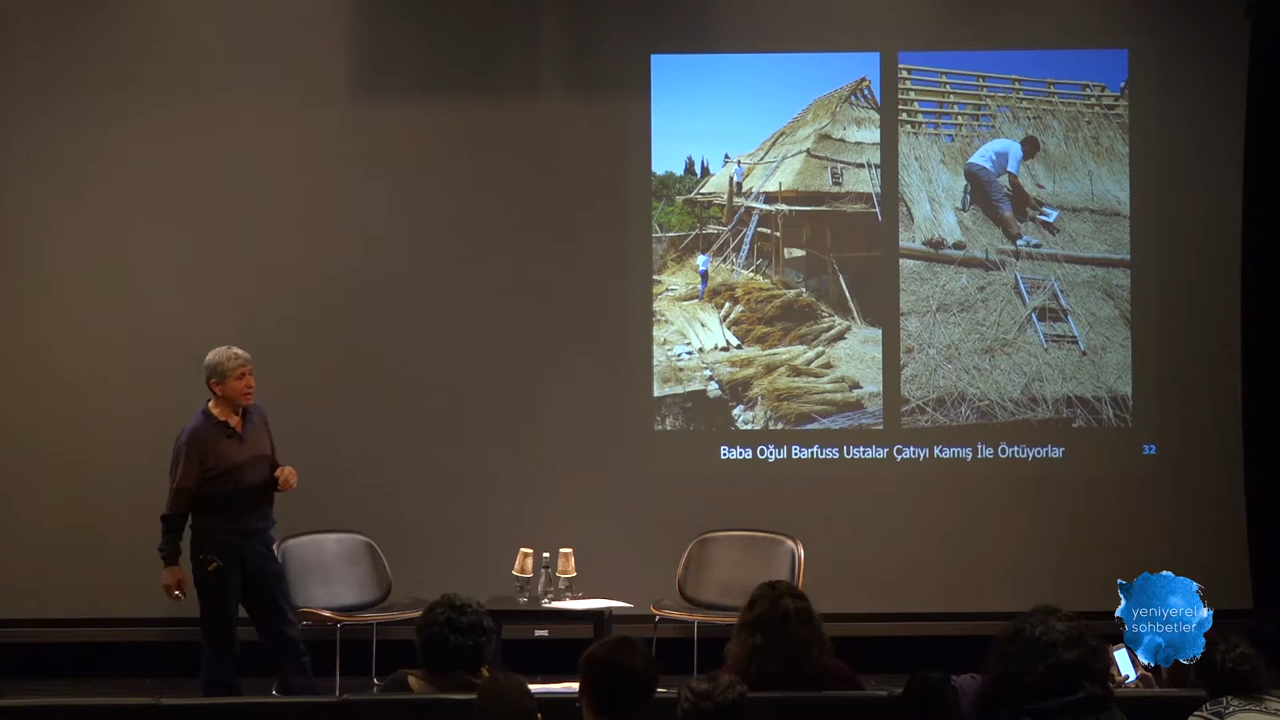 Baba Oğul Barfuss Ustalar Çatıyı Kamış İle Örtüyorlar
32
yeniyerel
sohbetler